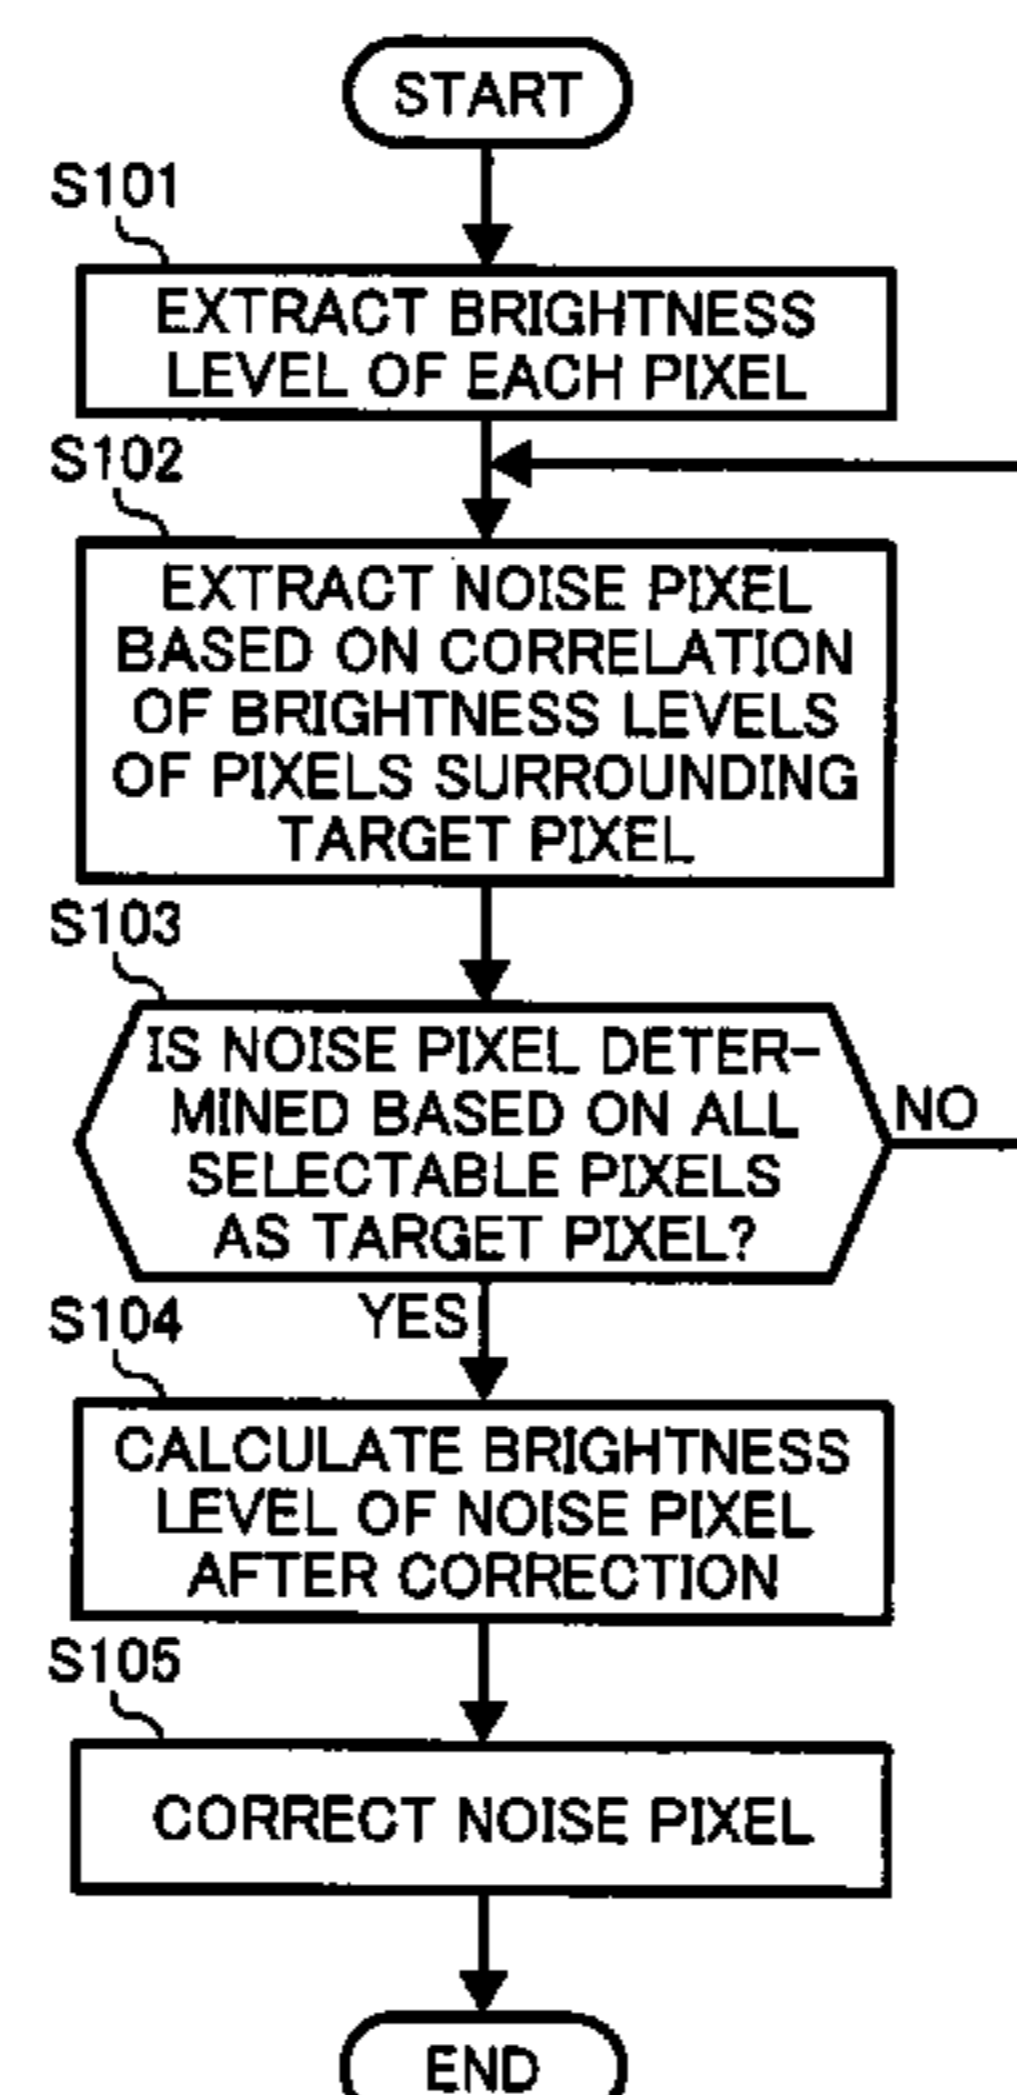 START
S101
EXTRACT BRIGHTNESS
LEVEL OF EACH PIXEL
S102
EXTRACT NOISE PIXEL
BASED ON CORRELATION
OF BRIGHTNESS LEVELS
OF PIXELS SURROUNDING
TARGET PIXEL
S103
IS NOISE PIXEL DETER-
MINED BASED ON ALL
SELECTABLE PIXELS
AS TARGET PIXEL?
NO
YES
S104
CALCULATE BRIGHTNESS
LEVEL OF NOISE PIXEL
AFTER CORRECTION
S105
CORRECT NOISE PIXEL
END